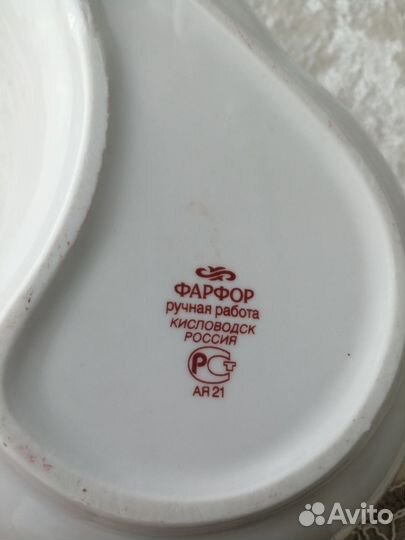 ФАРФОР
ручная работа
КИСЛОВОДСК
РОССИЯ
РСТ
АЯ 21
Avito